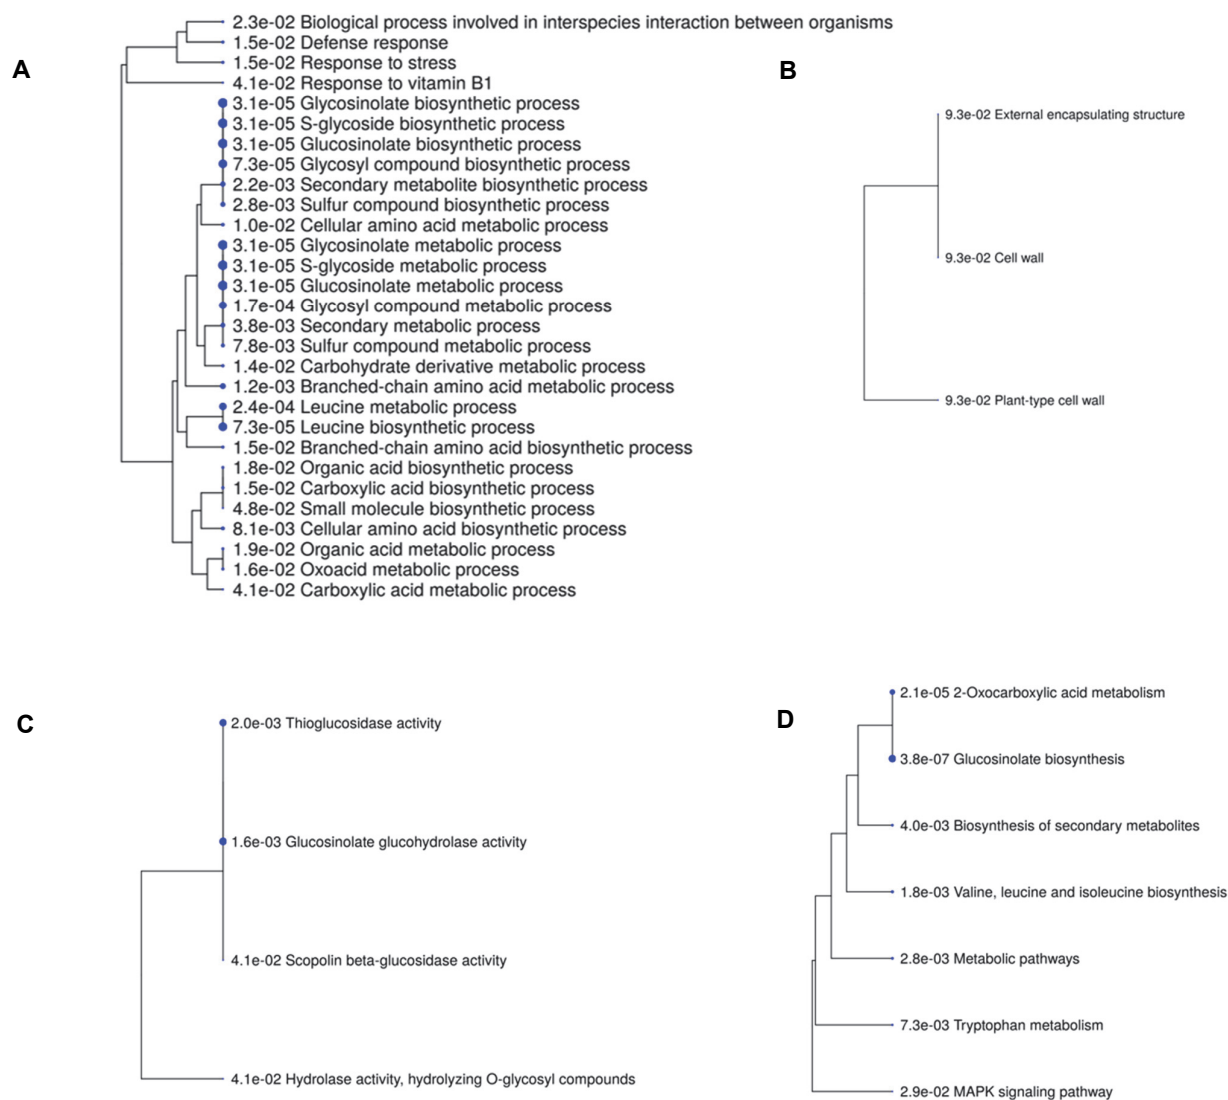 A
2.3e-02 Biological process involved in interspecies interaction between organisms
1.5e-02 Defense response
1.5e-02 Response to stress
4.1e-02 Response to vitamin B1
3.1e-05 Glycosinolate biosynthetic process
3.1e-05 S-glycoside biosynthetic process
3.1e-05 Glucosinolate biosynthetic process
7.3e-05 Glycosyl compound biosynthetic process
2.2e-03 Secondary metabolite biosynthetic process
2.8e-03 Sulfur compound biosynthetic process
1.0e-02 Cellular amino acid metabolic process
3.1e-05 Glycosinolate metabolic process
3.1e-05 S-glycoside metabolic process
3.1e-05 Glucosinolate metabolic process
1.7e-04 Glycosyl compound metabolic process
3.8e-03 Secondary metabolic process
7.8e-03 Sulfur compound metabolic process
1.4e-02 Carbohydrate derivative metabolic process
1.2e-03 Branched-chain amino acid metabolic process
2.4e-04 Leucine metabolic process
7.3e-05 Leucine biosynthetic process
1.5e-02 Branched-chain amino acid biosynthetic process
1.8e-02 Organic acid biosynthetic process
1.5e-02 Carboxylic acid biosynthetic process
4.8e-02 Small molecule biosynthetic process
8.1e-03 Cellular amino acid biosynthetic process
1.9e-02 Organic acid metabolic process
1.6e-02 Oxoacid metabolic process
4.1e-02 Carboxylic acid metabolic process
B
9.3e-02 External encapsulating structure
9.3e-02 Cell wall
9.3e-02 Plant-type cell wall
C
2.0e-03 Thioglucosidase activity
1.6e-03 Glucosinolate glucohydrolase activity
4.1e-02 Scopolin beta-glucosidase activity
4.1e-02 Hydrolase activity, hydrolyzing O-glycosyl compounds
D
2.1e-05 2-Oxocarboxylic acid metabolism
3.8e-07 Glucosinolate biosynthesis
4.0e-03 Biosynthesis of secondary metabolites
1.8e-03 Valine, leucine and isoleucine biosynthesis
2.8e-03 Metabolic pathways
7.3e-03 Tryptophan metabolism
2.9e-02 MAPK signaling pathway